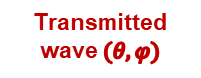 Transmitted
wave (θ, φ)